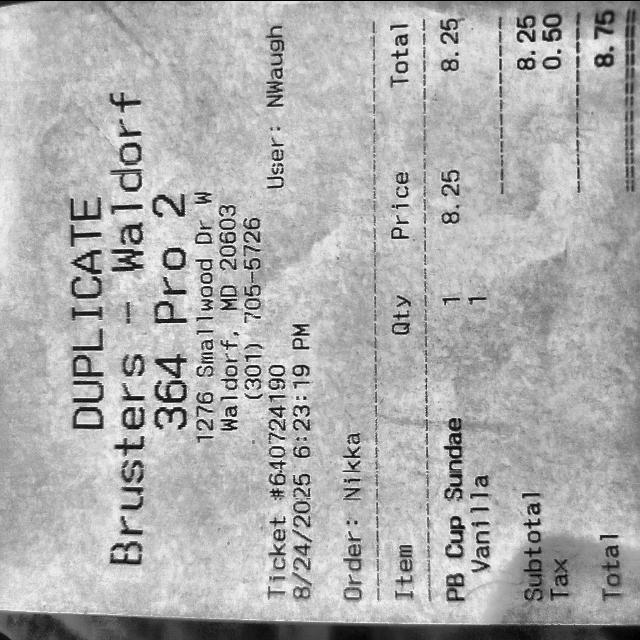 DUPLICATE
Brusters - Waldorf
364 Pro 2
1276 Smallwood Dr W
Waldorf, MD 20603
(301) 705-5726
Ticket #640724190 User: NWaugh
8/24/2025 6:23:19 PM
Order: Nikka
Item Qty Price Total
PB Cup Sundae 1 8.25 8.25
Vanilla 1
Subtotal 8.25
Tax 0.50
Total 8.75